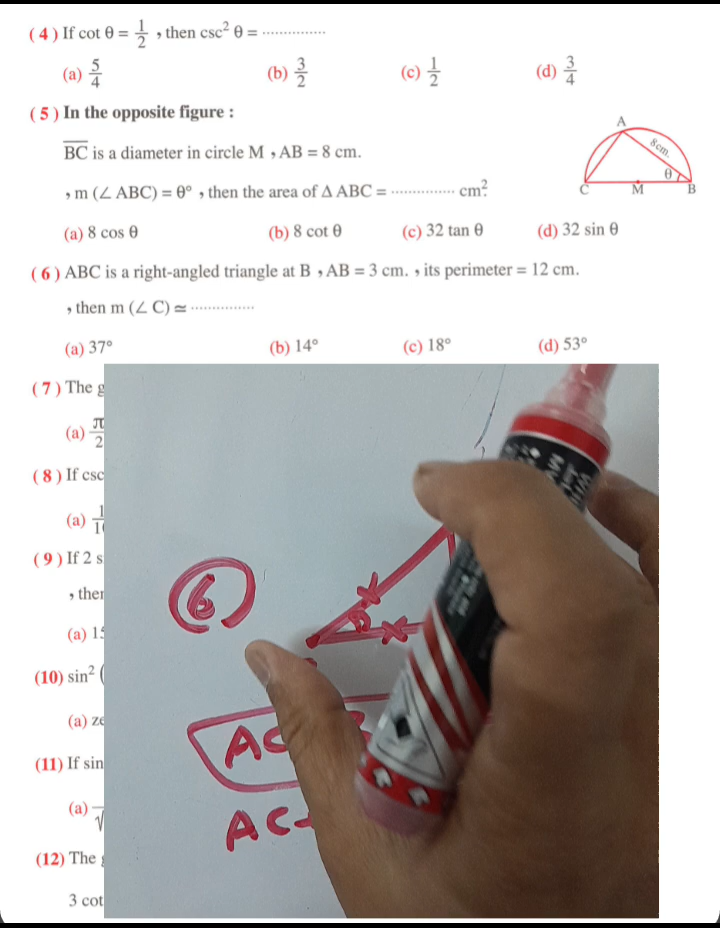 (4) If cot θ = 1/2 , then csc² θ = ...............
(a) 5/4 (b) 3/2 (c) 1/2 (d) 3/4
(5) In the opposite figure :
BC is a diameter in circle M , AB = 8 cm.
, m (∠ ABC) = θ° , then the area of Δ ABC = ............... cm²
(a) 8 cos θ (b) 8 cot θ (c) 32 tan θ (d) 32 sin θ
A
8 cm.
θ
C M B
(6) ABC is a right-angled triangle at B , AB = 3 cm. , its perimeter = 12 cm.
, then m (∠ C) ≃ ...............
(a) 37° (b) 14° (c) 18° (d) 53°
(7) The
(a) π/2
(8) If csc
(a)
(9) If 2
(a)
(10) sin² (
(a)
(11) If sin
(a)
(12) The
3 cot
6
AC
AC